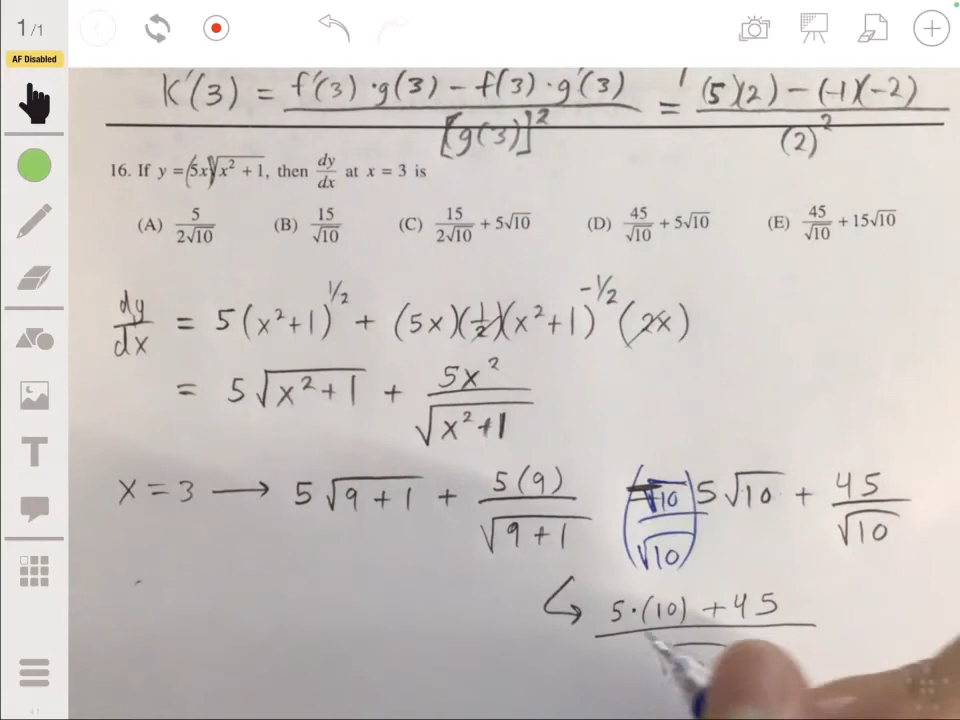 1/1
AF Disabled
K'(3) = f'(3) · g(3) − f(3) · g'(3) / [g(3)]² = (5)(2) − (-1)(-2) / (2)²
16. If y = (5x)√(x² + 1), then dy/dx at x = 3 is
(A) 5/2√10 (B) 15/√10 (C) 15/2√10 + 5√10 (D) 45/√10 + 5√10 (E) 45/√10 + 15√10
dy/dx = 5(x²+1)^1/2 + (5x)(1/2)(x²+1)^-1/2 (2x)
= 5√(x²+1) + 5x²/√(x²+1)
x = 3 → 5√(9+1) + 5(9)/√(9+1) (√10/√10) 5√10 + 45/√10
↳ 5·(10) + 45
T